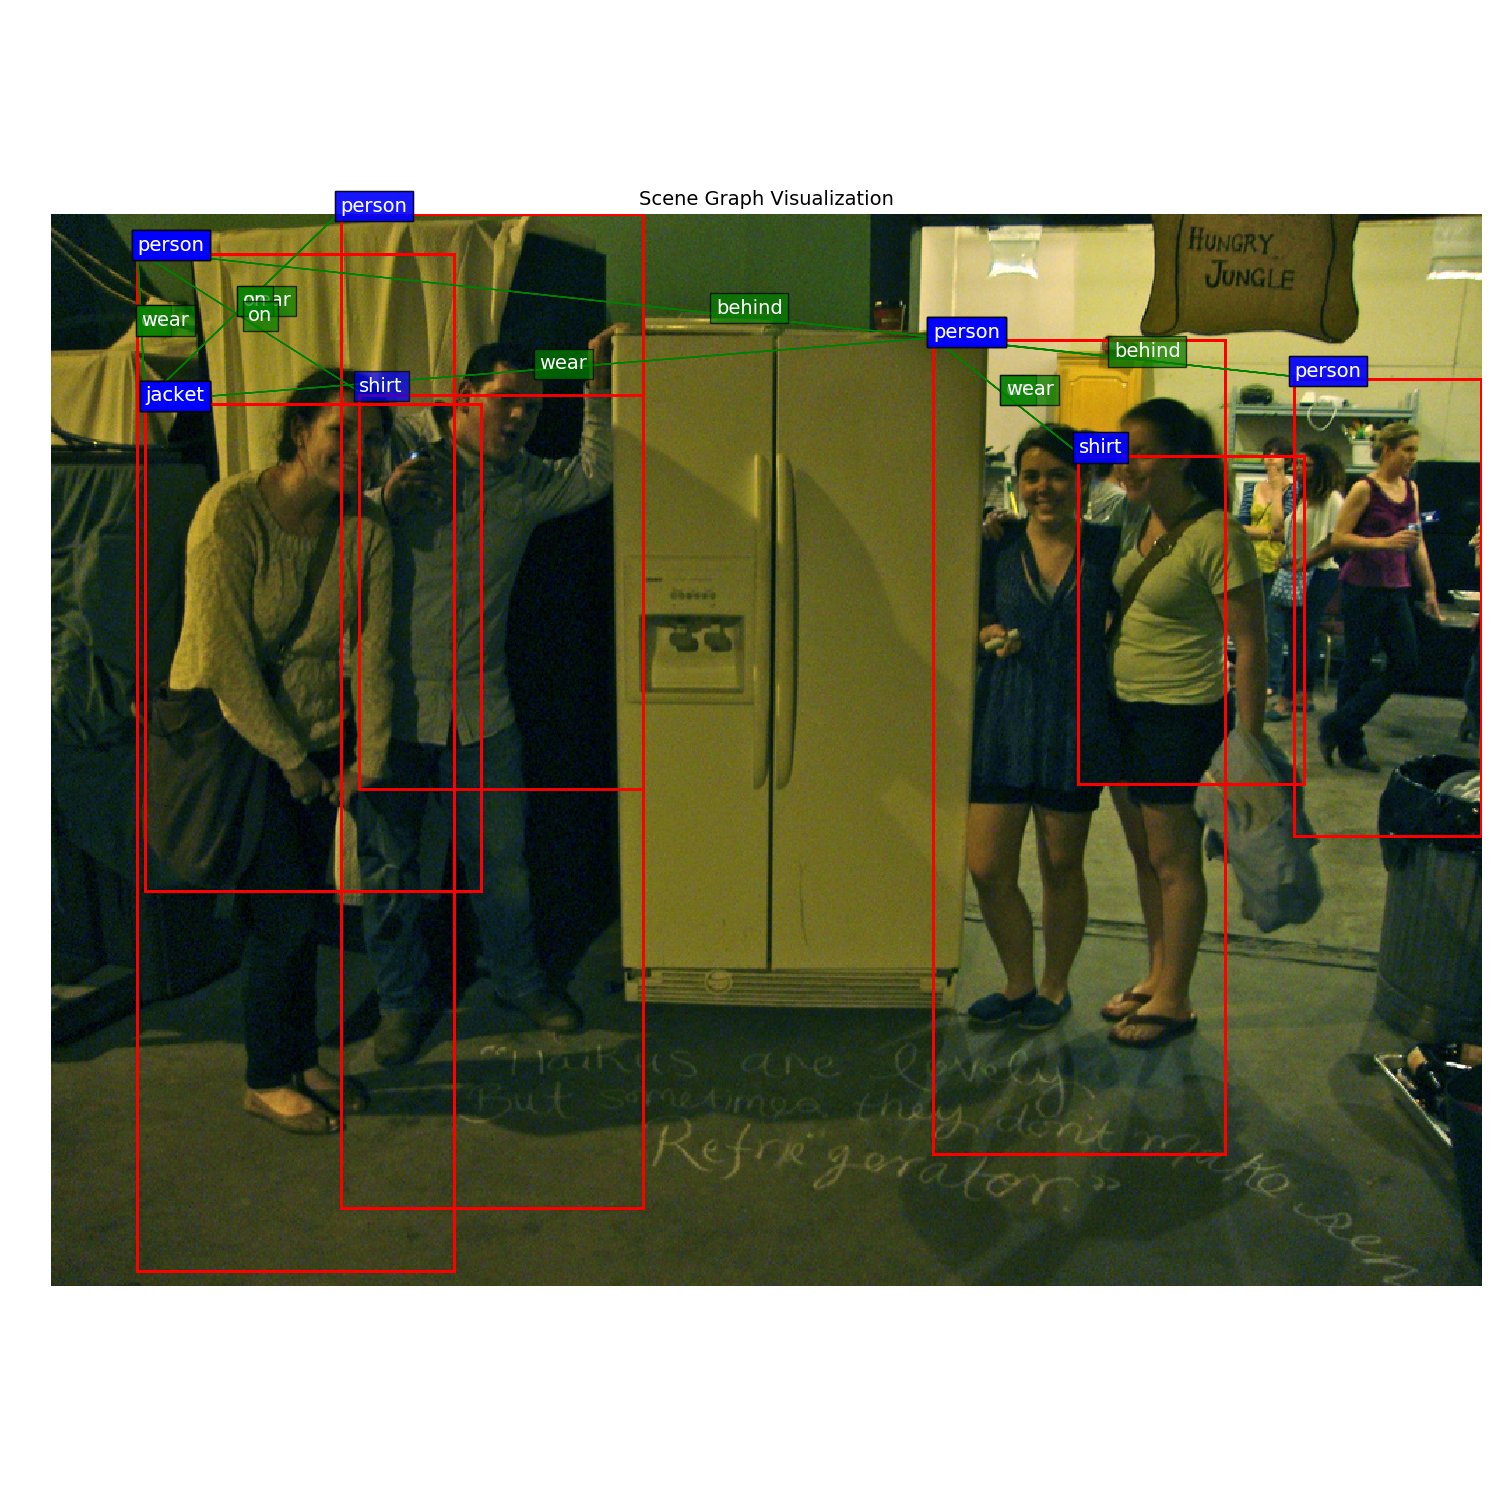 Scene Graph Visualization
person
person
on
wear
on
wear
behind
person
behind
wear
person
jacket
shirt
wear
shirt
HUNGRY
JUNGLE
"Haikus are lovely
But sometimes they don't make sen
Refrigerator"